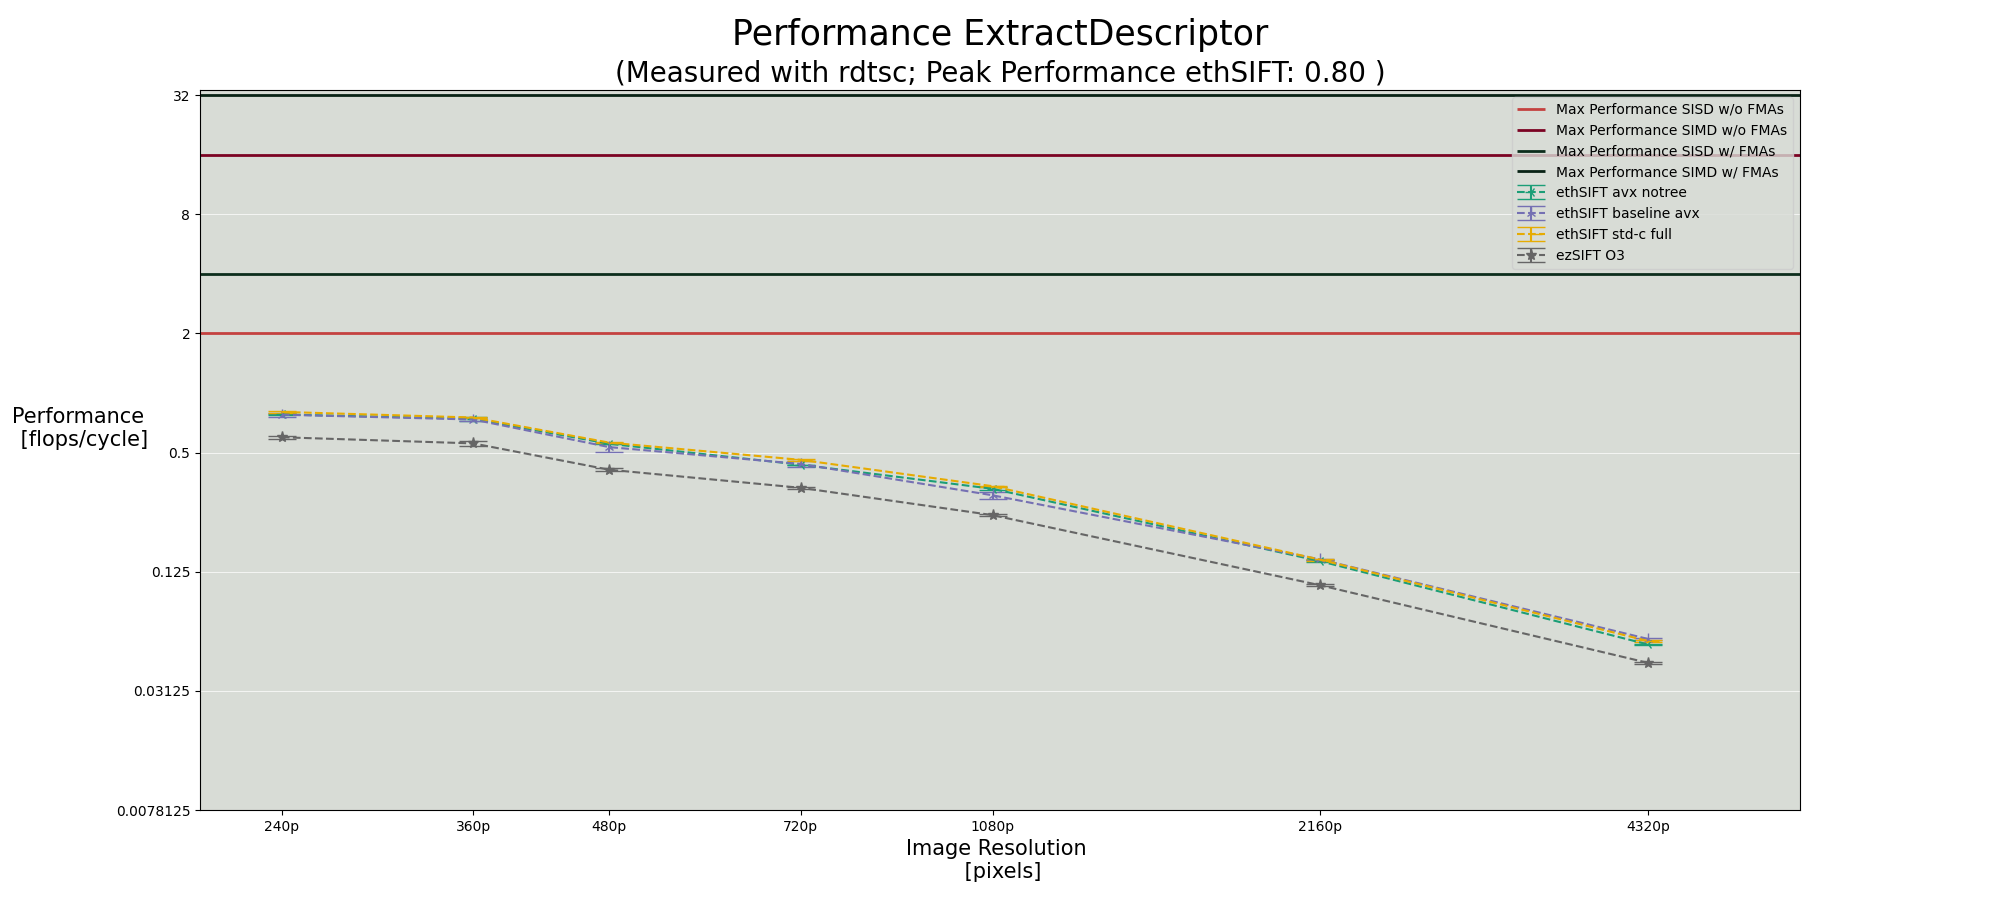 Performance ExtractDescriptor
(Measured with rdtsc; Peak Performance ethSIFT: 0.80 )
32
8
2
0.5
0.125
0.03125
0.0078125
Performance
[flops/cycle]
Max Performance SISD w/o FMAs
Max Performance SIMD w/o FMAs
Max Performance SISD w/ FMAs
Max Performance SIMD w/ FMAs
ethSIFT avx notree
ethSIFT baseline avx
ethSIFT std-c full
ezSIFT O3
240p 360p 480p 720p 1080p 2160p 4320p
Image Resolution
[pixels]